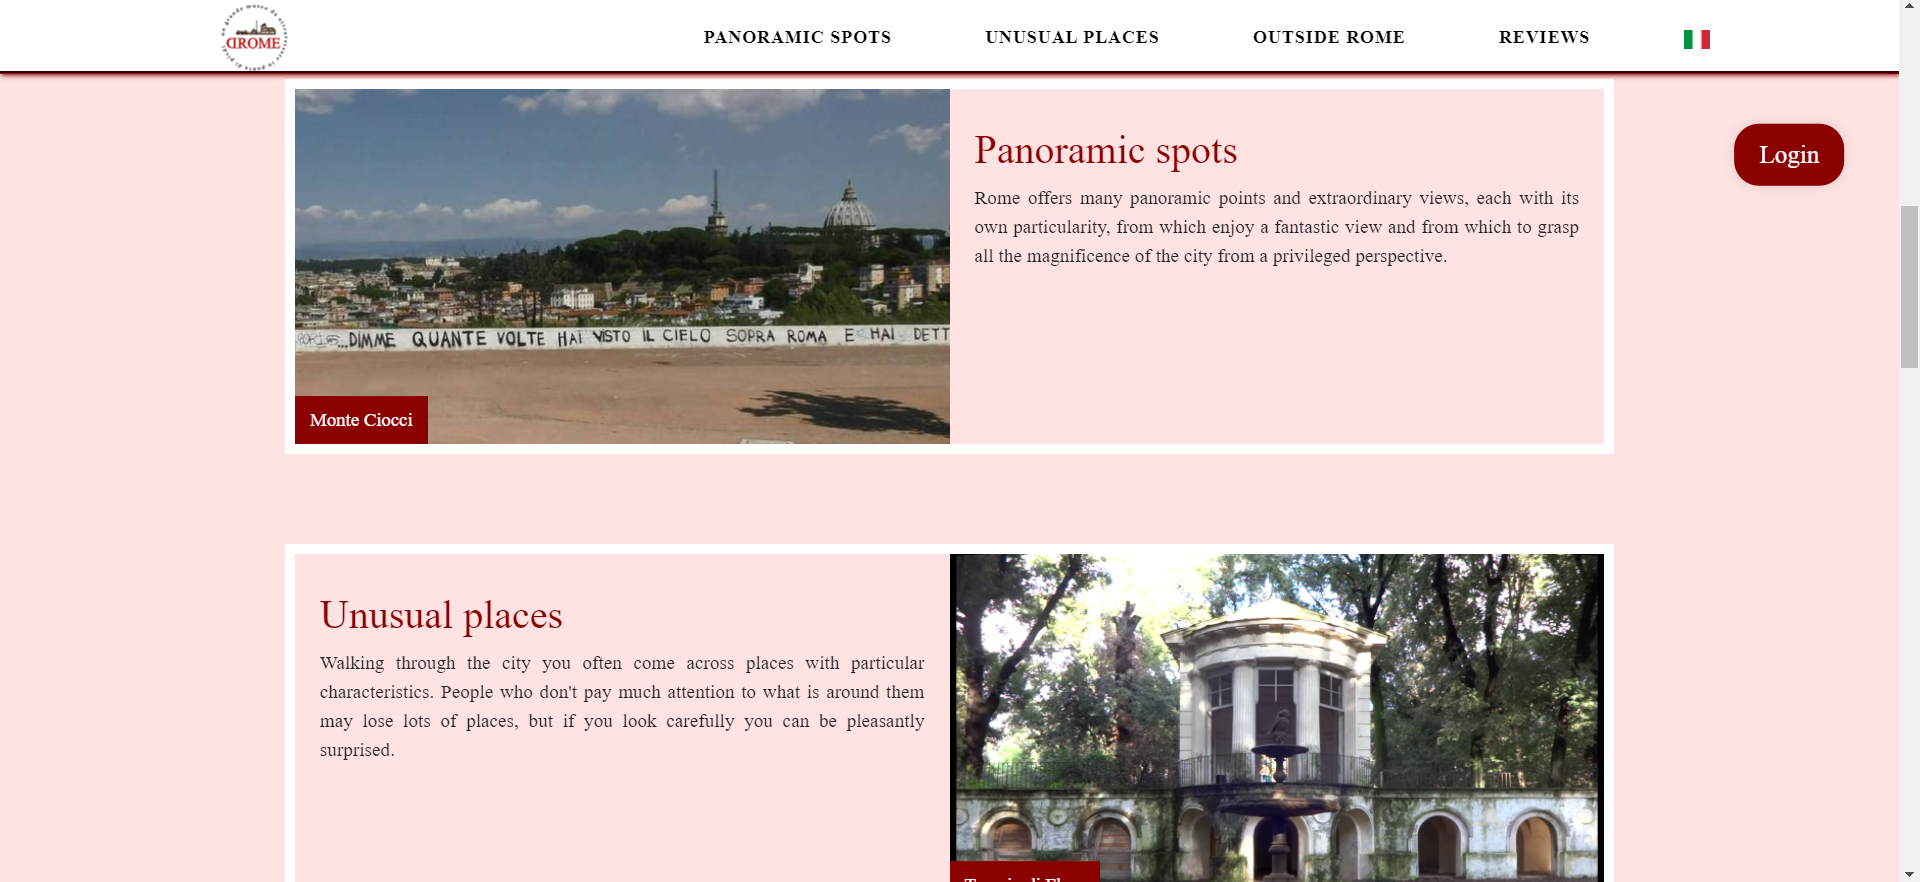 grande museo da
DROME
PANORAMIC SPOTS
UNUSUAL PLACES
OUTSIDE ROME
REVIEWS
Login
...DIMME QUANTE VOLTE HAI VISTO IL CIELO SOPRA ROMA E HAI DETT
Monte Ciocci
Panoramic spots
Rome offers many panoramic points and extraordinary views, each with its
own particularity, from which enjoy a fantastic view and from which to grasp
all the magnificence of the city from a privileged perspective.
Unusual places
Walking through the city you often come across places with particular
characteristics. People who don't pay much attention to what is around them
may lose lots of places, but if you look carefully you can be pleasantly
surprised.